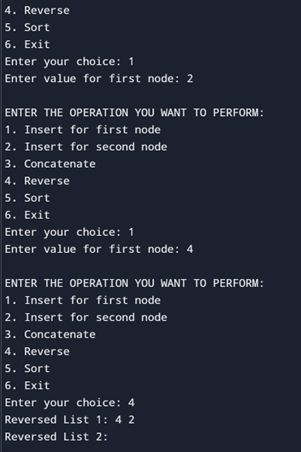 4. Reverse
5. Sort
6. Exit
Enter your choice: 1
Enter value for first node: 2
ENTER THE OPERATION YOU WANT TO PERFORM:
1. Insert for first node
2. Insert for second node
3. Concatenate
4. Reverse
5. Sort
6. Exit
Enter your choice: 1
Enter value for first node: 4
ENTER THE OPERATION YOU WANT TO PERFORM:
1. Insert for first node
2. Insert for second node
3. Concatenate
4. Reverse
5. Sort
6. Exit
Enter your choice: 4
Reversed List 1: 4 2
Reversed List 2: